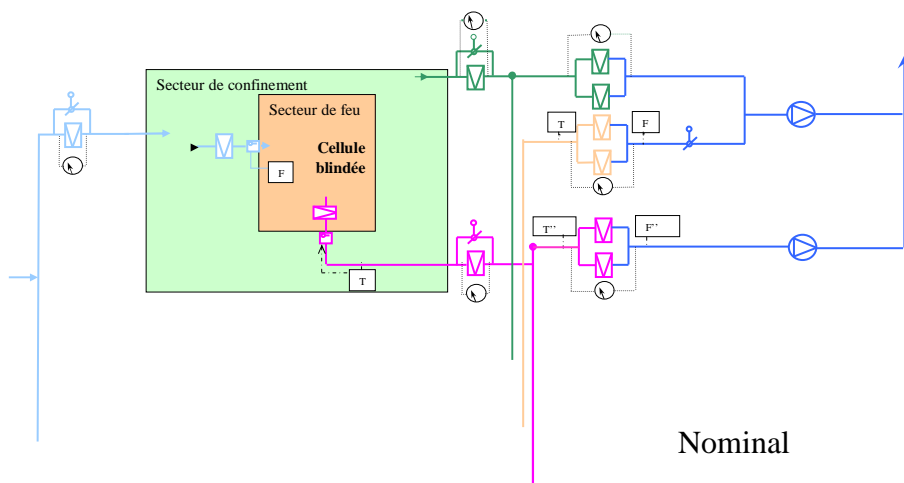 Secteur de confinement
Secteur de feu
Cellule
blindée
F
T
T
F
T''
F''
Nominal